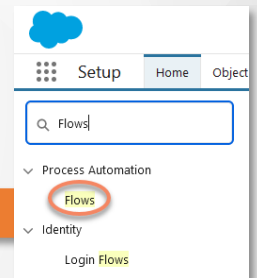 Setup Home Object
Flows
Process Automation
Flows
Identity
Login Flows